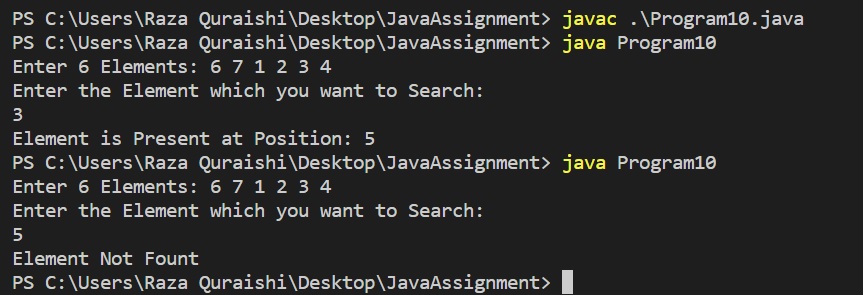 PS C:\Users\Raza Quraishi\Desktop\JavaAssignment> javac .\Program10.java
PS C:\Users\Raza Quraishi\Desktop\JavaAssignment> java Program10
Enter 6 Elements: 6 7 1 2 3 4
Enter the Element which you want to Search:
3
Element is Present at Position: 5
PS C:\Users\Raza Quraishi\Desktop\JavaAssignment> java Program10
Enter 6 Elements: 6 7 1 2 3 4
Enter the Element which you want to Search:
5
Element Not Fount
PS C:\Users\Raza Quraishi\Desktop\JavaAssignment>